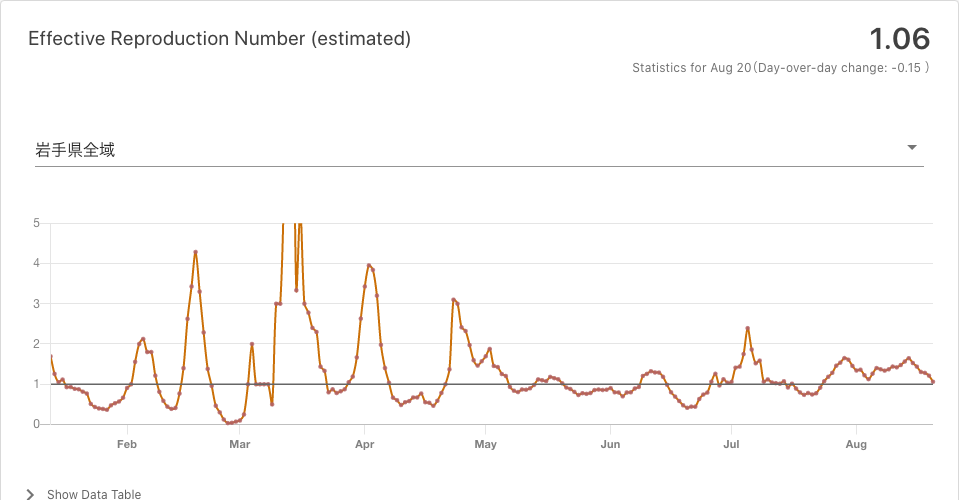 Effective Reproduction Number (estimated)
1.06
Statistics for Aug 20(Day-over-day change: -0.15 )
岩手県全域
5
4
3
2
1
0
Feb Mar Apr May Jun Jul Aug
Show Data Table